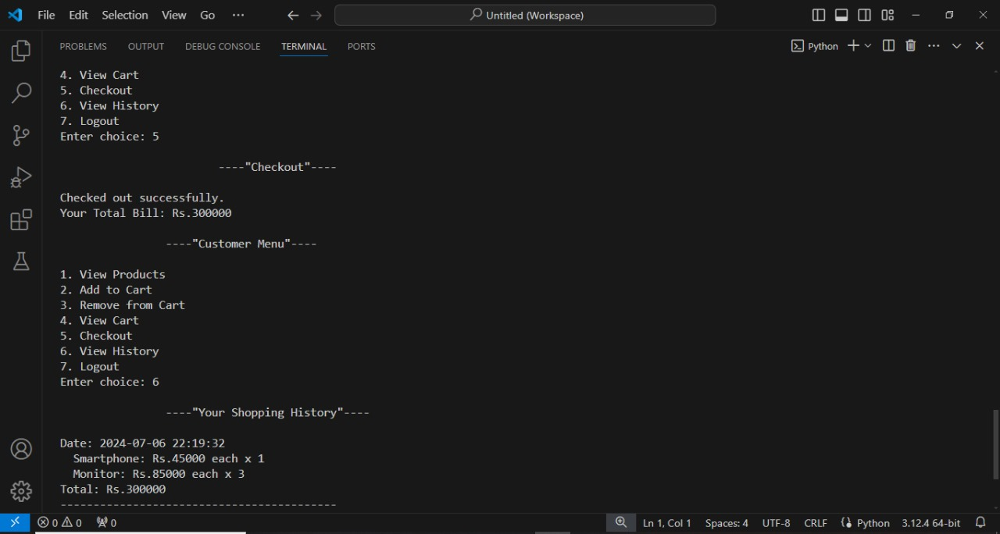 File Edit Selection View Go ···
Untitled (Workspace)
PROBLEMS OUTPUT DEBUG CONSOLE TERMINAL PORTS
Python
4. View Cart
5. Checkout
6. View History
7. Logout
Enter choice: 5
----"Checkout"----
Checked out successfully.
Your Total Bill: Rs.300000
----"Customer Menu"----
1. View Products
2. Add to Cart
3. Remove from Cart
4. View Cart
5. Checkout
6. View History
7. Logout
Enter choice: 6
----"Your Shopping History"----
Date: 2024-07-06 22:19:32
Smartphone: Rs.45000 each x 1
Monitor: Rs.85000 each x 3
Total: Rs.300000
------------------------------------------
0 0 0 Ln 1, Col 1 Spaces: 4 UTF-8 CRLF Python 3.12.4 64-bit